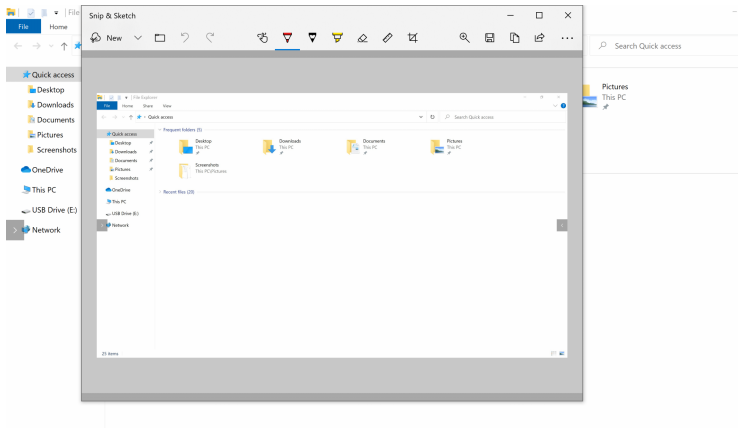 File
File
Home
Search Quick access
Quick access
Desktop
Downloads
Documents
Pictures
Screenshots
OneDrive
This PC
USB Drive (E:)
Network
Snip & Sketch
New
File Explorer
File Home Share View
Quick access
Search Quick access
Quick access
Desktop
Downloads
Documents
Pictures
Screenshots
OneDrive
This PC
USB Drive (E:)
Network
Frequent folders (5)
Desktop
This PC
Downloads
This PC
Documents
This PC
Pictures
This PC
Screenshots
This PC\Pictures
Recent files (20)
25 items
Pictures
This PC